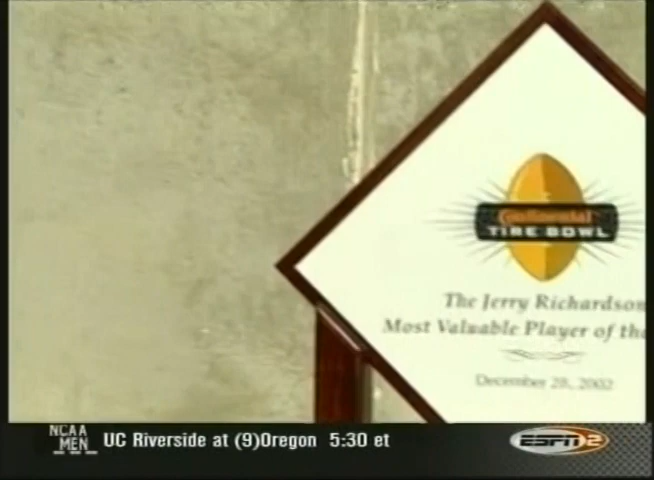 Continental
TIRE BOWL
The Jerry Richardson
Most Valuable Player of the
December 28, 2002
NCAA
MEN
UC Riverside at (9)Oregon 5:30 et
ESPN2